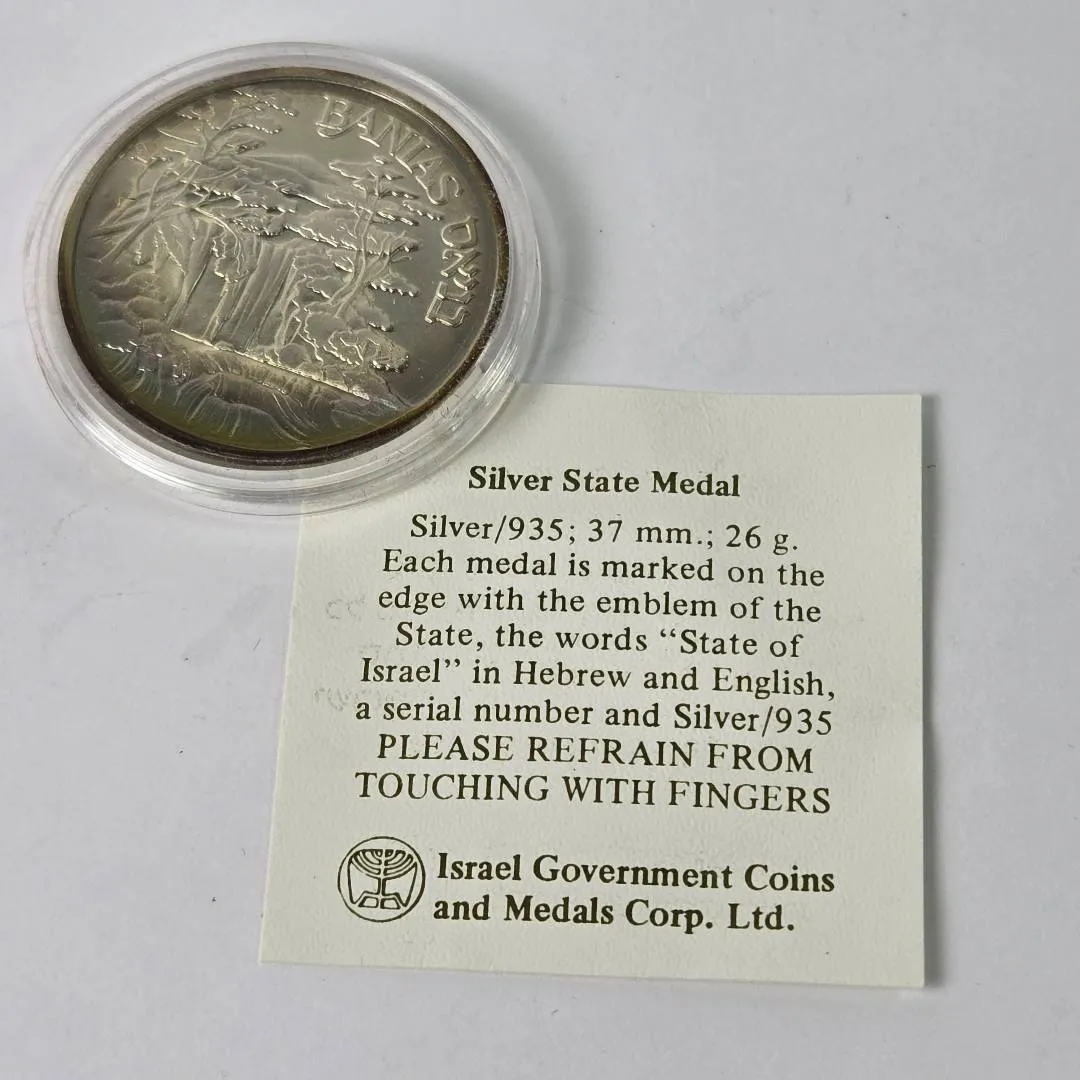 BANIAS בניאס
Silver State Medal
Silver/935; 37 mm.; 26 g.
Each medal is marked on the
edge with the emblem of the
State, the words “State of
Israel” in Hebrew and English,
a serial number and Silver/935
PLEASE REFRAIN FROM
TOUCHING WITH FINGERS
Israel Government Coins
and Medals Corp. Ltd.